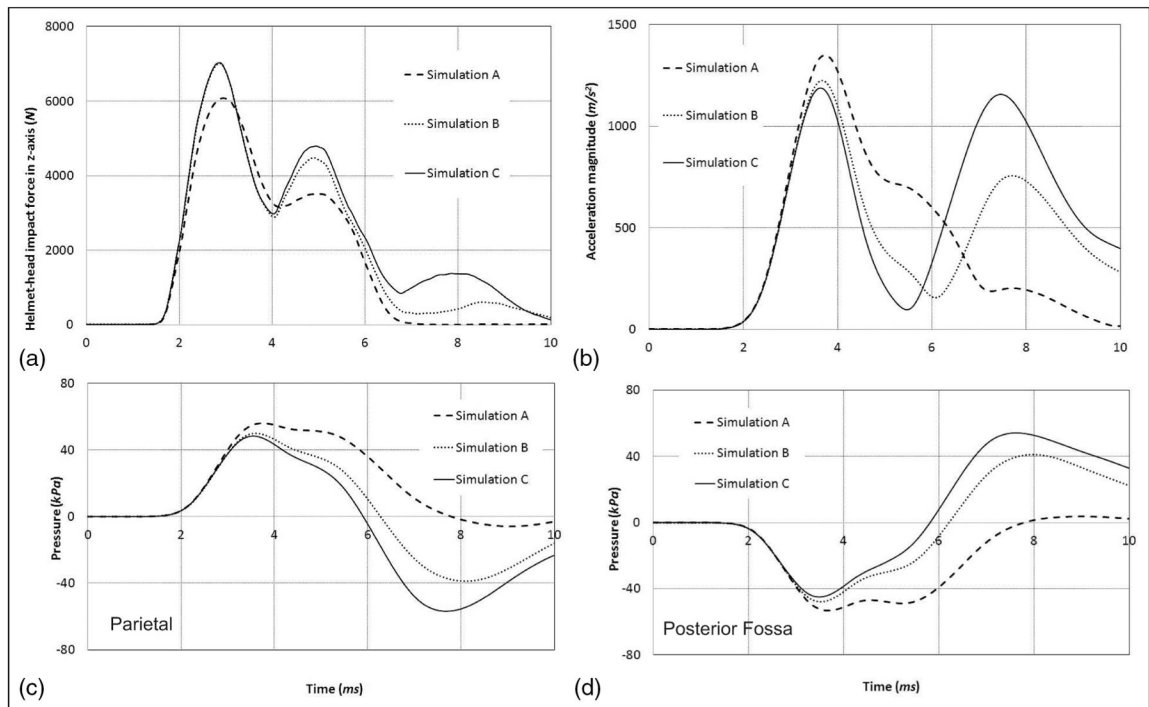 8000
6000
4000
2000
0
Helmet-head impact force in z-axis (N)
Simulation A
Simulation B
Simulation C
0 2 4 6 8 10
(a)
1500
1000
500
0
Acceleration magnitude (m/s²)
Simulation A
Simulation B
Simulation C
0 2 4 6 8 10
(b)
80
40
0
-40
-80
Pressure (kPa)
Simulation A
Simulation B
Simulation C
0 2 4 6 8 10
Parietal
Time (ms)
(c)
80
40
0
-40
-80
Pressure (kPa)
Simulation A
Simulation B
Simulation C
0 2 4 6 8 10
Posterior Fossa
Time (ms)
(d)